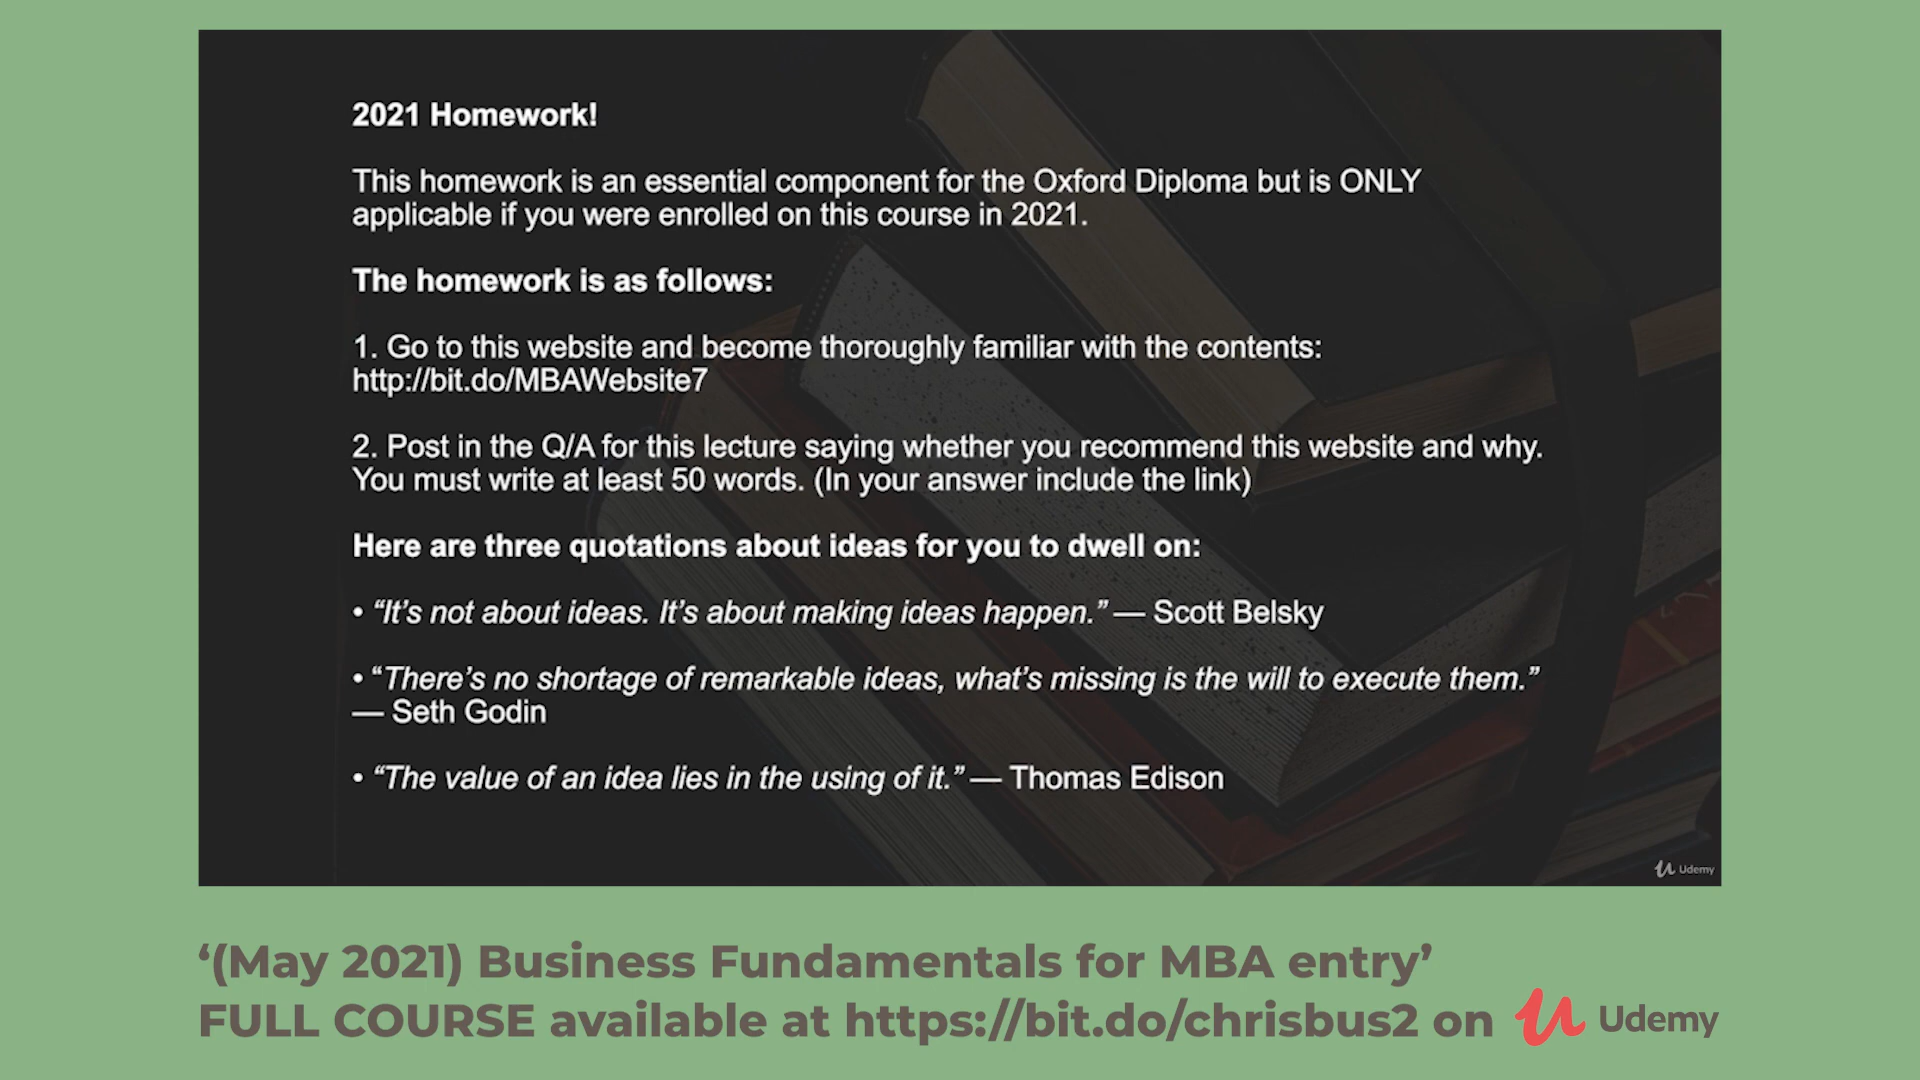 2021 Homework!
This homework is an essential component for the Oxford Diploma but is ONLY
applicable if you were enrolled on this course in 2021.
The homework is as follows:
1. Go to this website and become thoroughly familiar with the contents:
http://bit.do/MBAWebsite7
2. Post in the Q/A for this lecture saying whether you recommend this website and why.
You must write at least 50 words. (In your answer include the link)
Here are three quotations about ideas for you to dwell on:
• “It’s not about ideas. It’s about making ideas happen.” — Scott Belsky
• “There’s no shortage of remarkable ideas, what’s missing is the will to execute them.”
— Seth Godin
• “The value of an idea lies in the using of it.” — Thomas Edison
Udemy
‘(May 2021) Business Fundamentals for MBA entry’
FULL COURSE available at https://bit.do/chrisbus2 on Udemy